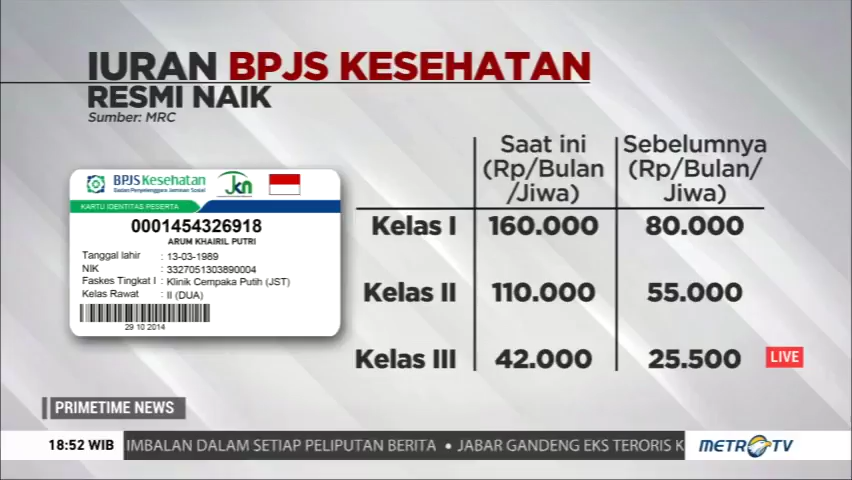 IURAN BPJS KESEHATAN
RESMI NAIK
Sumber: MRC
BPJS Kesehatan
Badan Penyelenggara Jaminan Sosial
jkn
KARTU IDENTITAS PESERTA
0001454326918
ARUM KHAIRIL PUTRI
Tanggal lahir : 13-03-1989
NIK : 3327051303890004
Faskes Tingkat I : Klinik Cempaka Putih (JST)
Kelas Rawat : II (DUA)
29 10 2014
Saat ini Sebelumnya
(Rp/Bulan (Rp/Bulan/
/Jiwa) Jiwa)
Kelas I 160.000 80.000
Kelas II 110.000 55.000
Kelas III 42.000 25.500
LIVE
PRIMETIME NEWS
18:52 WIB IMBALAN DALAM SETIAP PELIPUTAN BERITA • JABAR GANDENG EKS TERORIS K METRO TV